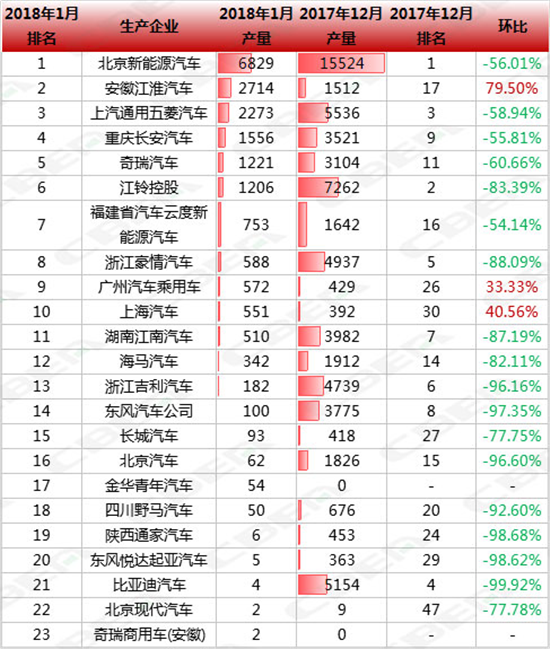 2018年1月排名 生产企业 2018年1月产量 2017年12月产量 2017年12月排名 环比
1 北京新能源汽车 6829 15524 1 -56.01%
2 安徽江淮汽车 2714 1512 17 79.50%
3 上汽通用五菱汽车 2273 5536 3 -58.94%
4 重庆长安汽车 1556 3521 9 -55.81%
5 奇瑞汽车 1221 3104 11 -60.66%
6 江铃控股 1206 7262 2 -83.39%
7 福建省汽车云度新能源汽车 753 1642 16 -54.14%
8 浙江豪情汽车 588 4937 5 -88.09%
9 广州汽车乘用车 572 429 26 33.33%
10 上海汽车 551 392 30 40.56%
11 湖南江南汽车 510 3982 7 -87.19%
12 海马汽车 342 1912 14 -82.11%
13 浙江吉利汽车 182 4739 6 -96.16%
14 东风汽车公司 100 3775 8 -97.35%
15 长城汽车 93 418 27 -77.75%
16 北京汽车 62 1826 15 -96.60%
17 金华青年汽车 54 0 - -
18 四川野马汽车 50 676 20 -92.60%
19 陕西通家汽车 6 453 24 -98.68%
20 东风悦达起亚汽车 5 363 29 -98.62%
21 比亚迪汽车 4 5154 4 -99.92%
22 北京现代汽车 2 9 47 -77.78%
23 奇瑞商用车(安徽) 2 0 - -